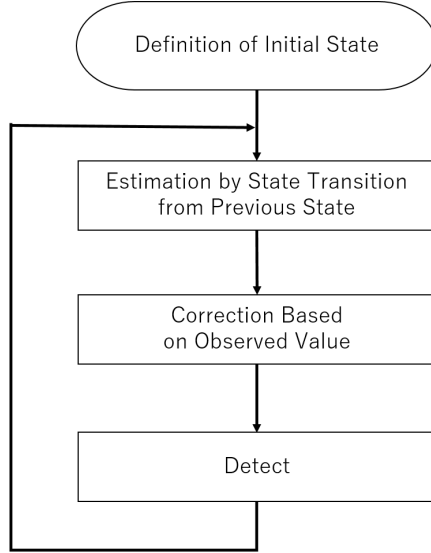 Definition of Initial State
Estimation by State Transition
from Previous State
Correction Based
on Observed Value
Detect